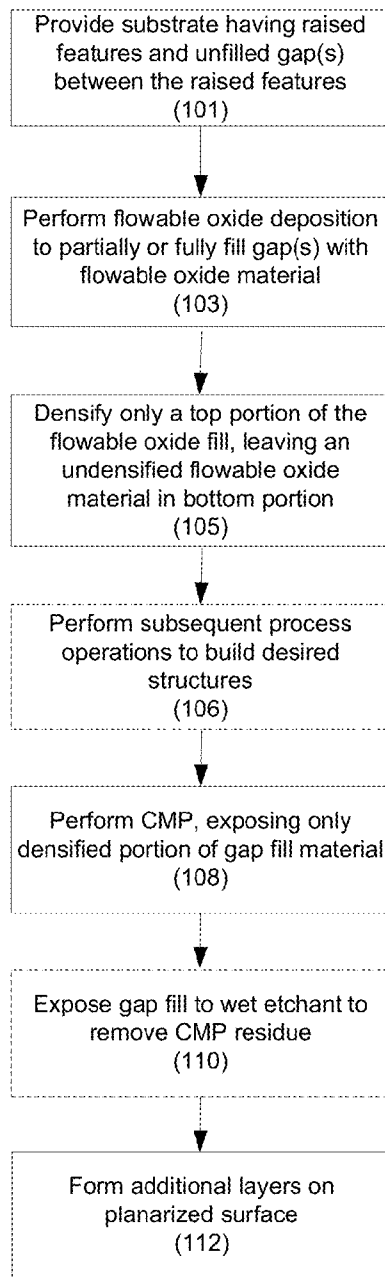 Provide substrate having raised
features and unfilled gap(s)
between the raised features
(101)
Perform flowable oxide deposition
to partially or fully fill gap(s) with
flowable oxide material
(103)
Densify only a top portion of the
flowable oxide fill, leaving an
undensified flowable oxide
material in bottom portion
(105)
Perform subsequent process
operations to build desired
structures
(106)
Perform CMP, exposing only
densified portion of gap fill material
(108)
Expose gap fill to wet etchant to
remove CMP residue
(110)
Form additional layers on
planarized surface
(112)